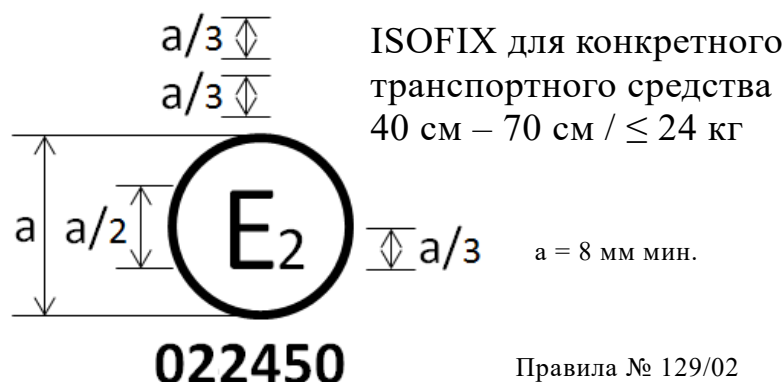 a/3
ISOFIX для конкретного
a/3
транспортного средства
40 см – 70 см / ≤ 24 кг
a
a/2
E2
a/3
a = 8 мм мин.
022450
Правила № 129/02